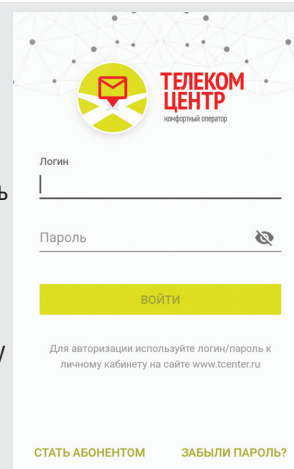 ТЕЛЕКОМ
ЦЕНТР
комфортный оператор
Логин
ь
Пароль
ВОЙТИ
Для авторизации используйте логин/пароль к
личному кабинету на сайте www.tcenter.ru
СТАТЬ АБОНЕНТОМ ЗАБЫЛИ ПАРОЛЬ?